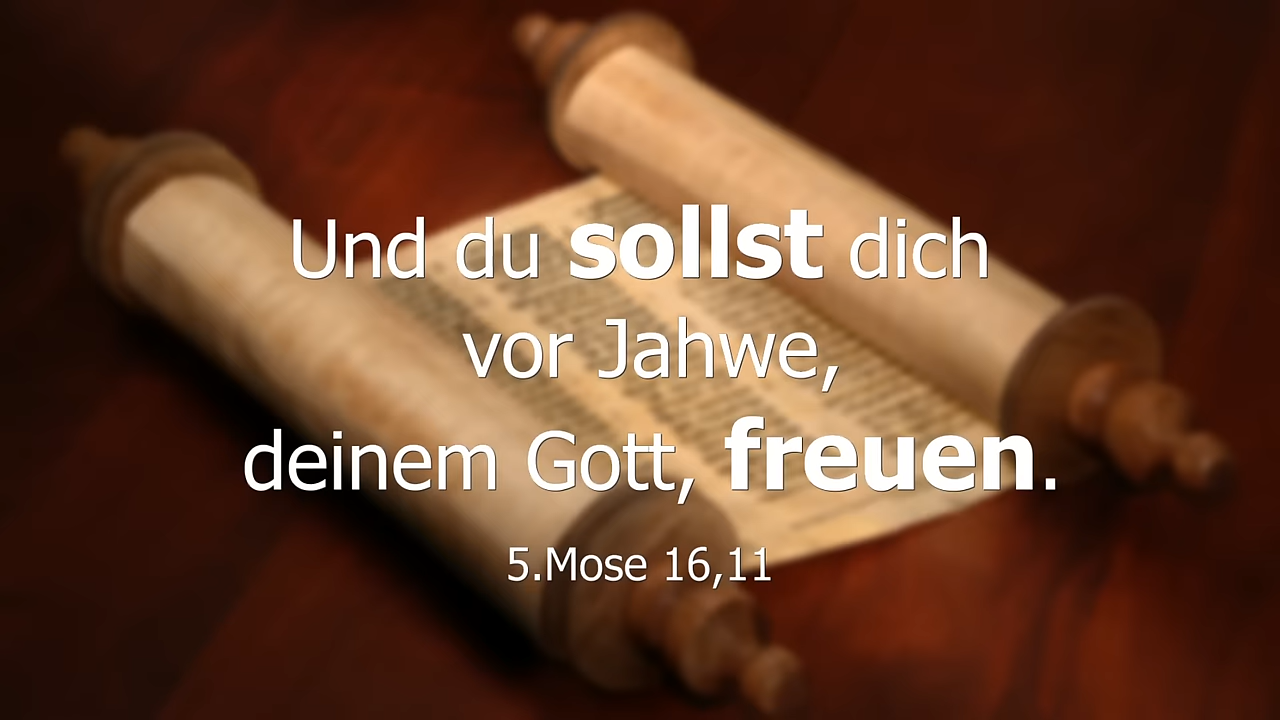 Und du sollst dich
vor Jahwe,
deinem Gott, freuen.
5.Mose 16,11